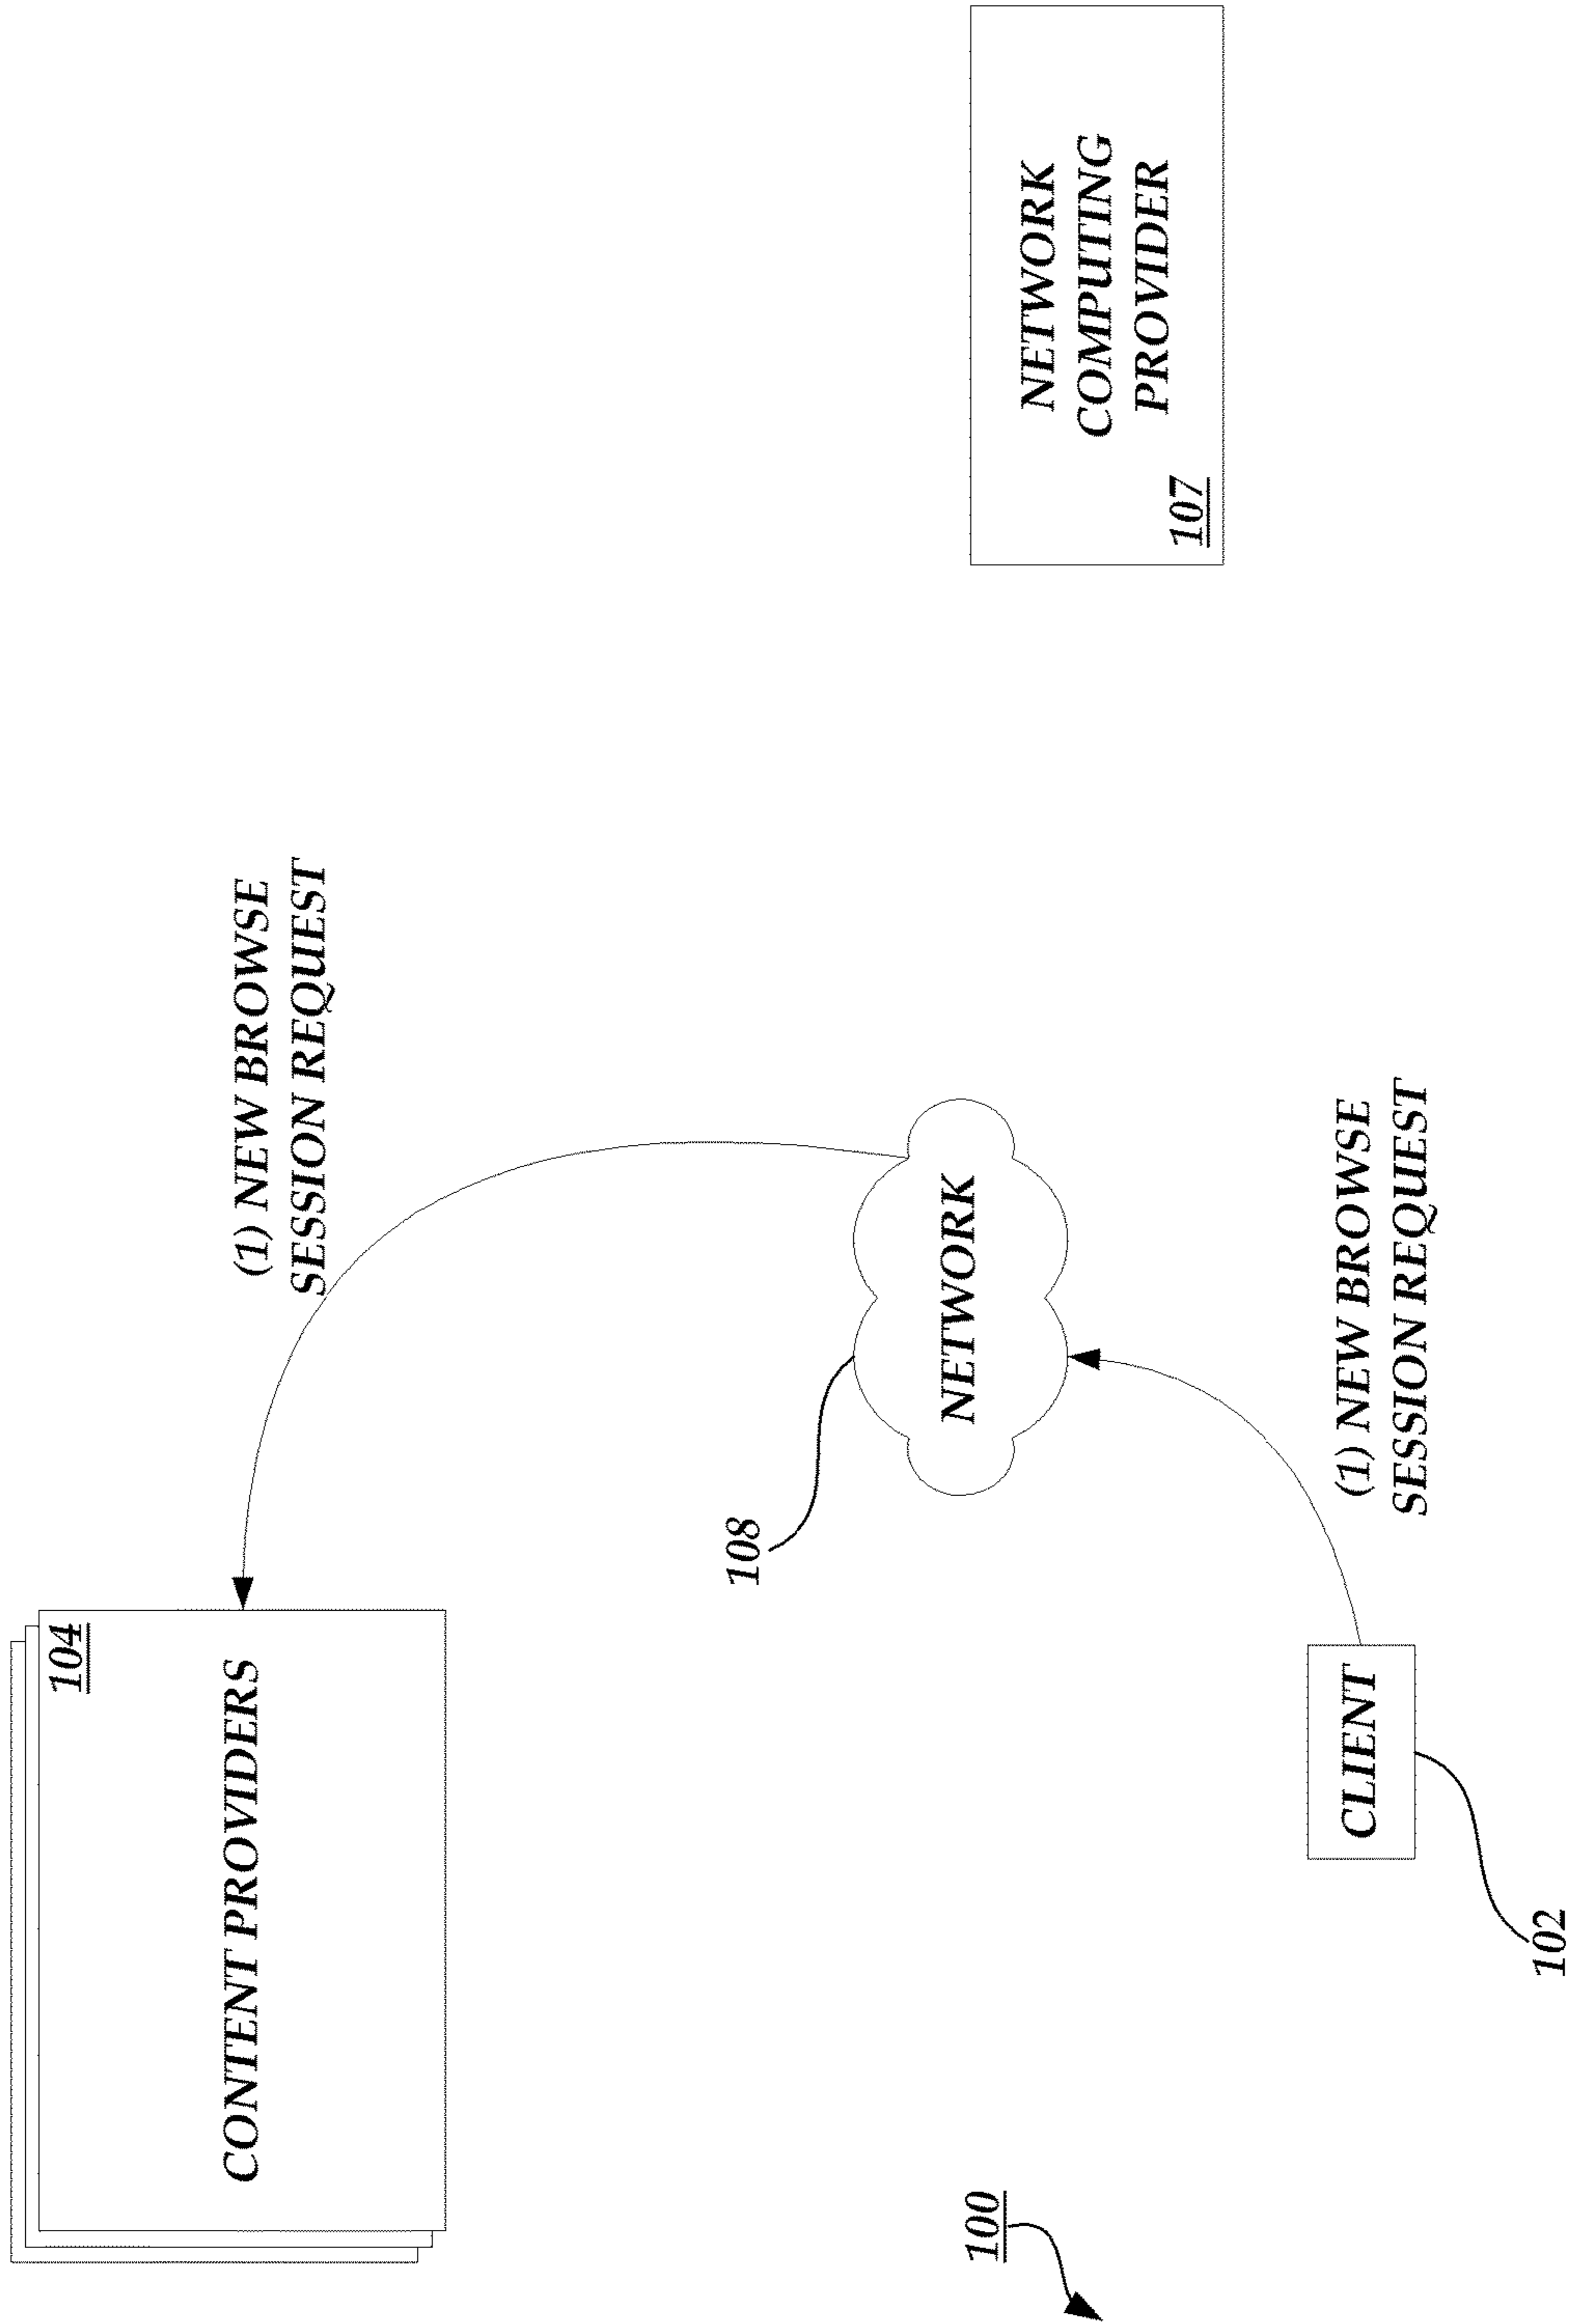 104
CONTENT PROVIDERS
(1) NEW BROWSE
SESSION REQUEST
108
NETWORK
NETWORK
COMPUTING
PROVIDER
107
100
CLIENT
102
(1) NEW BROWSE
SESSION REQUEST